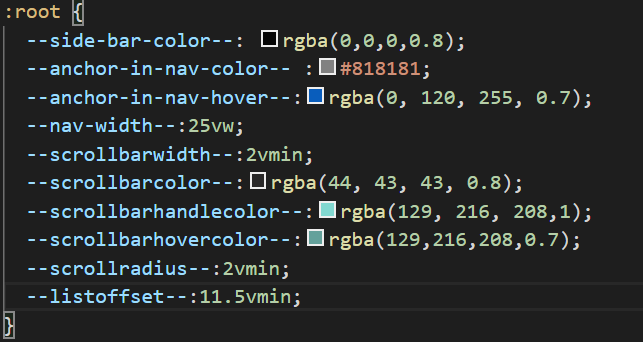 :root {
--side-bar-color--: rgba(0,0,0,0.8);
--anchor-in-nav-color-- :#818181;
--anchor-in-nav-hover--:rgba(0, 120, 255, 0.7);
--nav-width--:25vw;
--scrollbarwidth--:2vmin;
--scrollbarcolor--:rgba(44, 43, 43, 0.8);
--scrollbarhandlecolor--:rgba(129, 216, 208,1);
--scrollbarhovercolor--:rgba(129,216,208,0.7);
--scrollradius--:2vmin;
--listoffset--:11.5vmin;
}